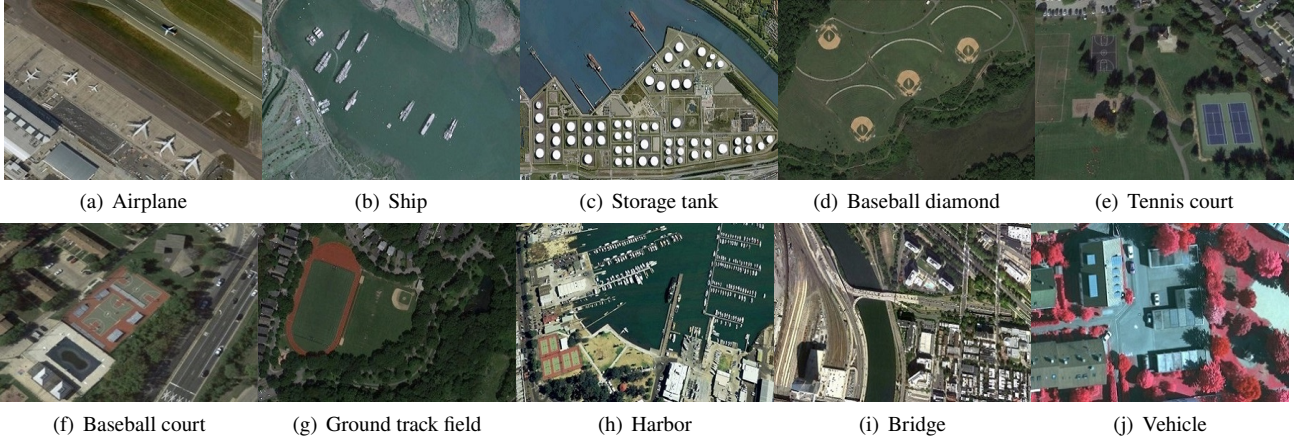 (a) Airplane
(b) Ship
(c) Storage tank
(d) Baseball diamond
(e) Tennis court
(f) Baseball court
(g) Ground track field
(h) Harbor
(i) Bridge
(j) Vehicle